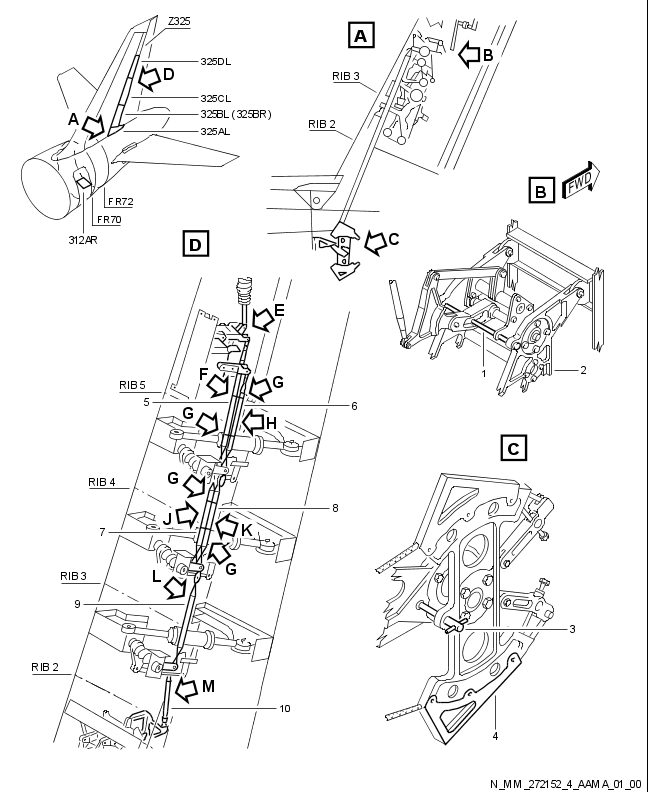 Z325
325DL
D
325CL
325BL (325BR)
A
325AL
FR72
FR70
312AR
A
B
RIB 3
RIB 2
C
B
FWD
1
2
D
E
F
G
RIB 5
5
6
G
H
G
RIB 4
8
J
K
7
G
L
RIB 3
9
RIB 2
M
10
C
3
4
N_MM_272152_4_AAMA_01_00